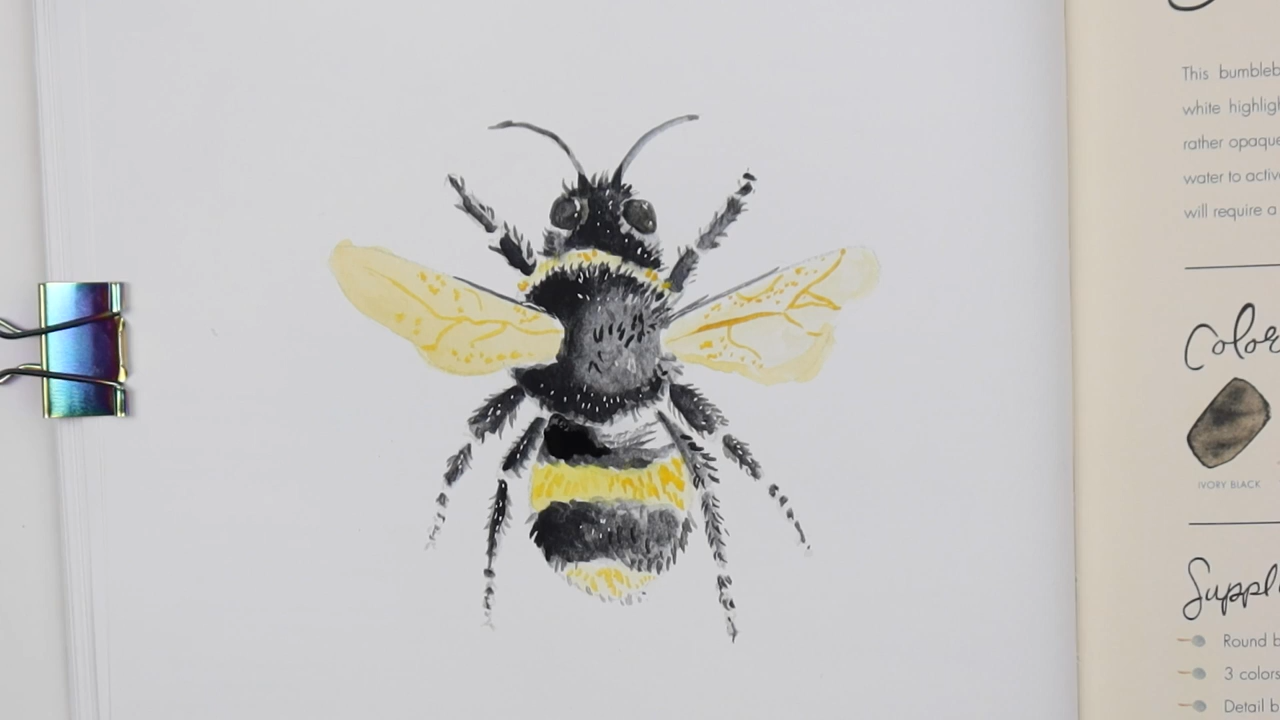 This bumbleb
white highligh
rather opaque
water to activ
will require a
Color
IVORY BLACK
Suppl
Round b
3 colors
Detail b